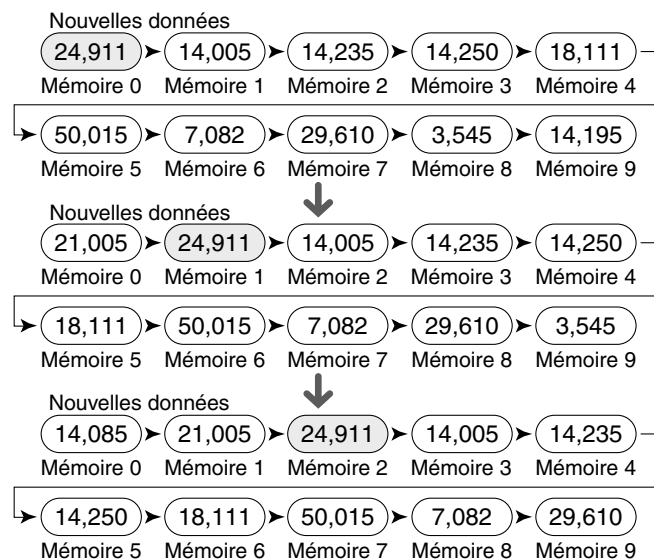 Nouvelles données
24,911 14,005 14,235 14,250 18,111
Mémoire 0 Mémoire 1 Mémoire 2 Mémoire 3 Mémoire 4
50,015 7,082 29,610 3,545 14,195
Mémoire 5 Mémoire 6 Mémoire 7 Mémoire 8 Mémoire 9
Nouvelles données
21,005 24,911 14,005 14,235 14,250
Mémoire 0 Mémoire 1 Mémoire 2 Mémoire 3 Mémoire 4
18,111 50,015 7,082 29,610 3,545
Mémoire 5 Mémoire 6 Mémoire 7 Mémoire 8 Mémoire 9
Nouvelles données
14,085 21,005 24,911 14,005 14,235
Mémoire 0 Mémoire 1 Mémoire 2 Mémoire 3 Mémoire 4
14,250 18,111 50,015 7,082 29,610
Mémoire 5 Mémoire 6 Mémoire 7 Mémoire 8 Mémoire 9